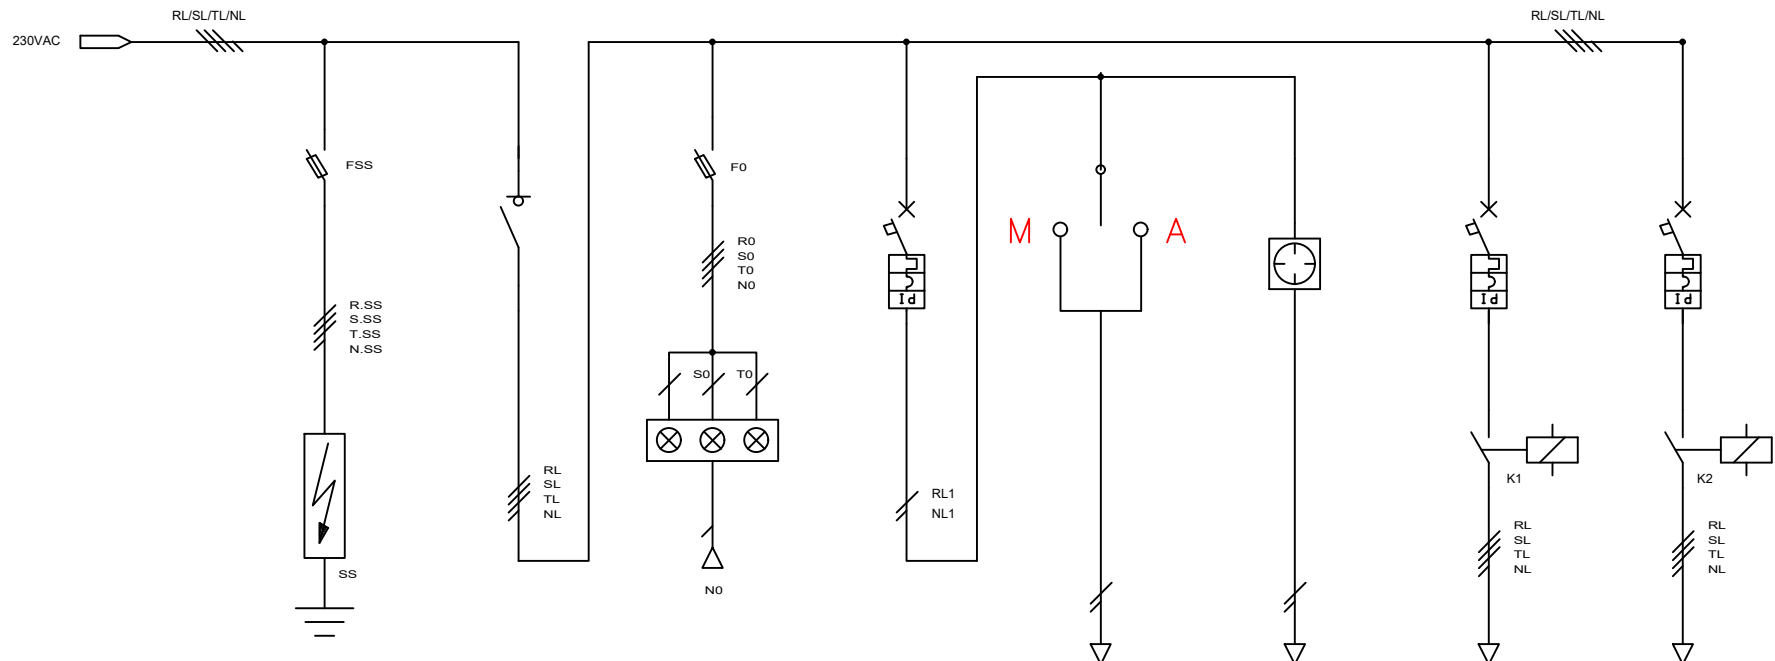 RL/SL/TL/NL
RL/SL/TL/NL
230VAC
FSS
F0
M
A
R0
S0
T0
N0
Id
Id
Id
R.SS
S.SS
T.SS
N.SS
S0
T0
RL
SL
TL
NL
RL1
NL1
K1
K2
RL
SL
TL
NL
RL
SL
TL
NL
SS
N0